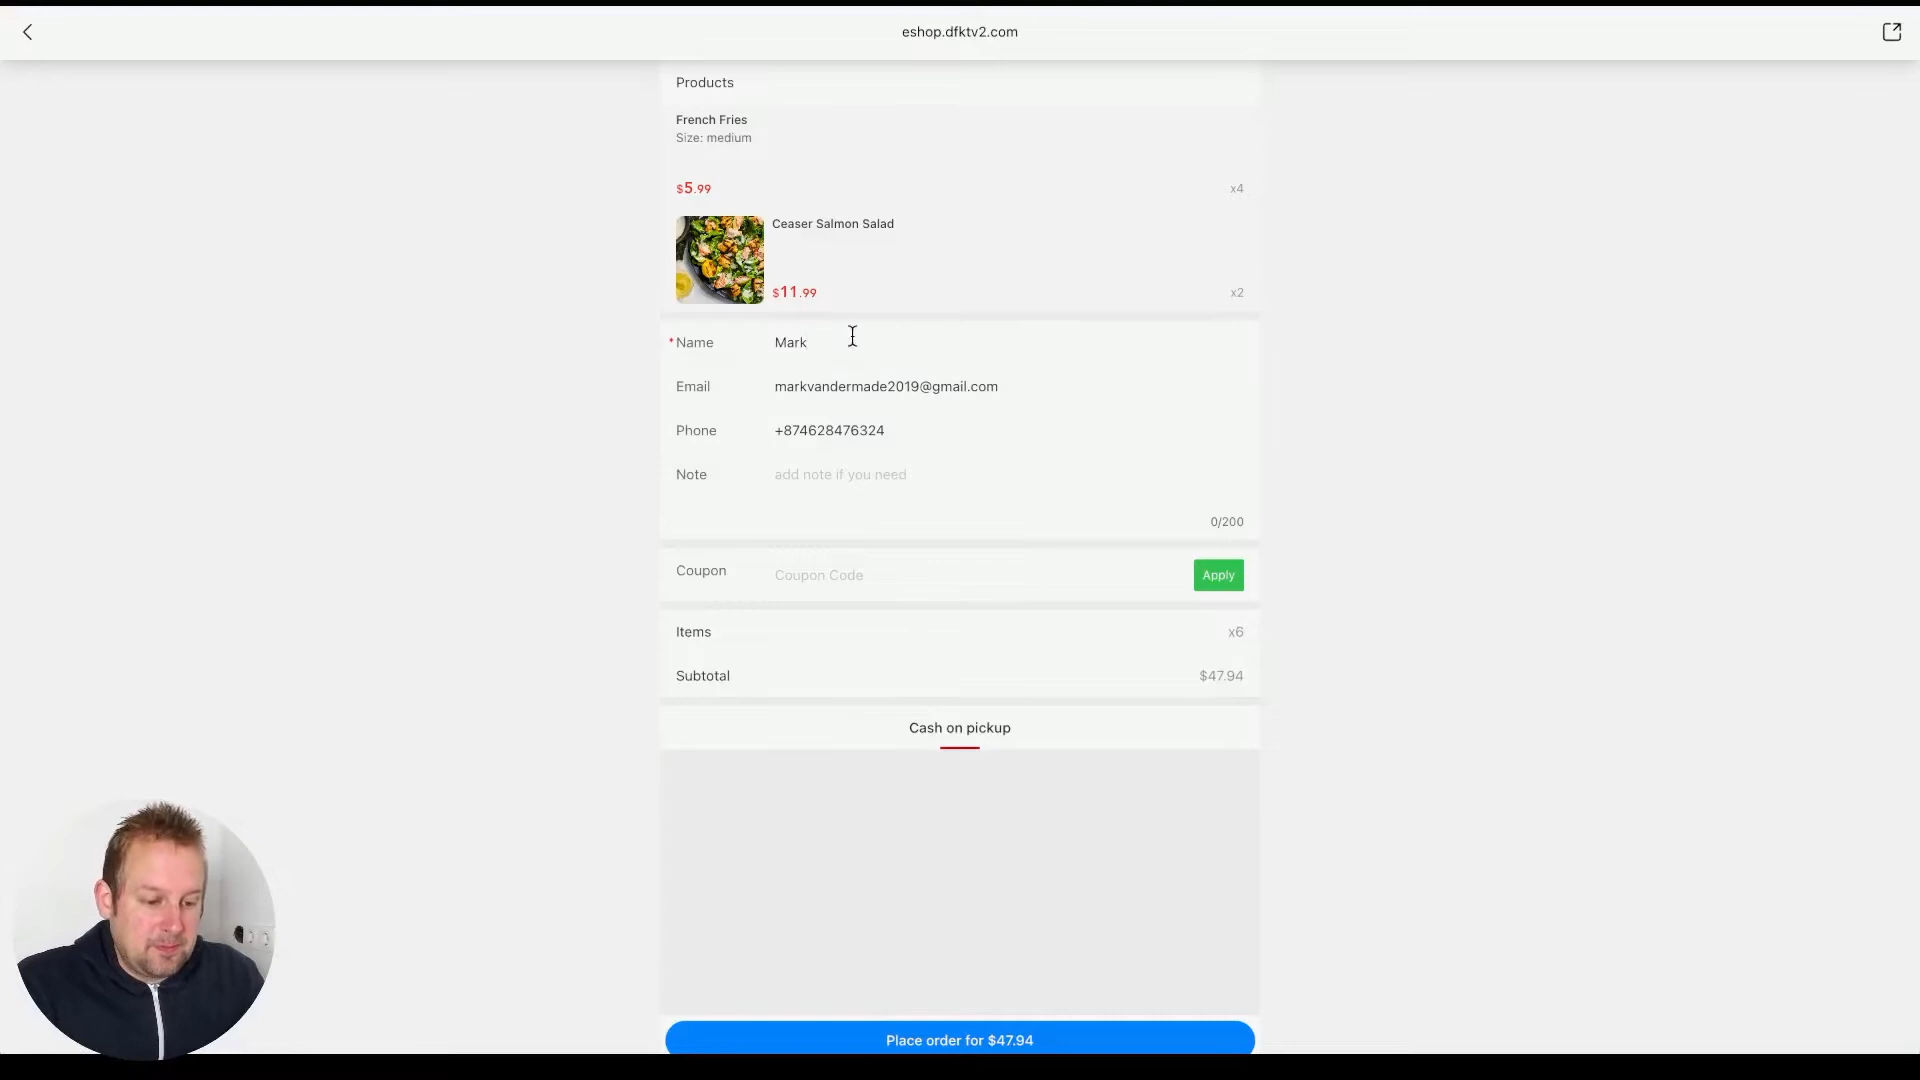 eshop.dfktv2.com
Products
French Fries
Size: medium
$5.99 x4
Ceaser Salmon Salad
$11.99 x2
*Name Mark
Email markvandermade2019@gmail.com
Phone +874628476324
Note add note if you need
0/200
Coupon Coupon Code Apply
Items x6
Subtotal $47.94
Cash on pickup
Place order for $47.94